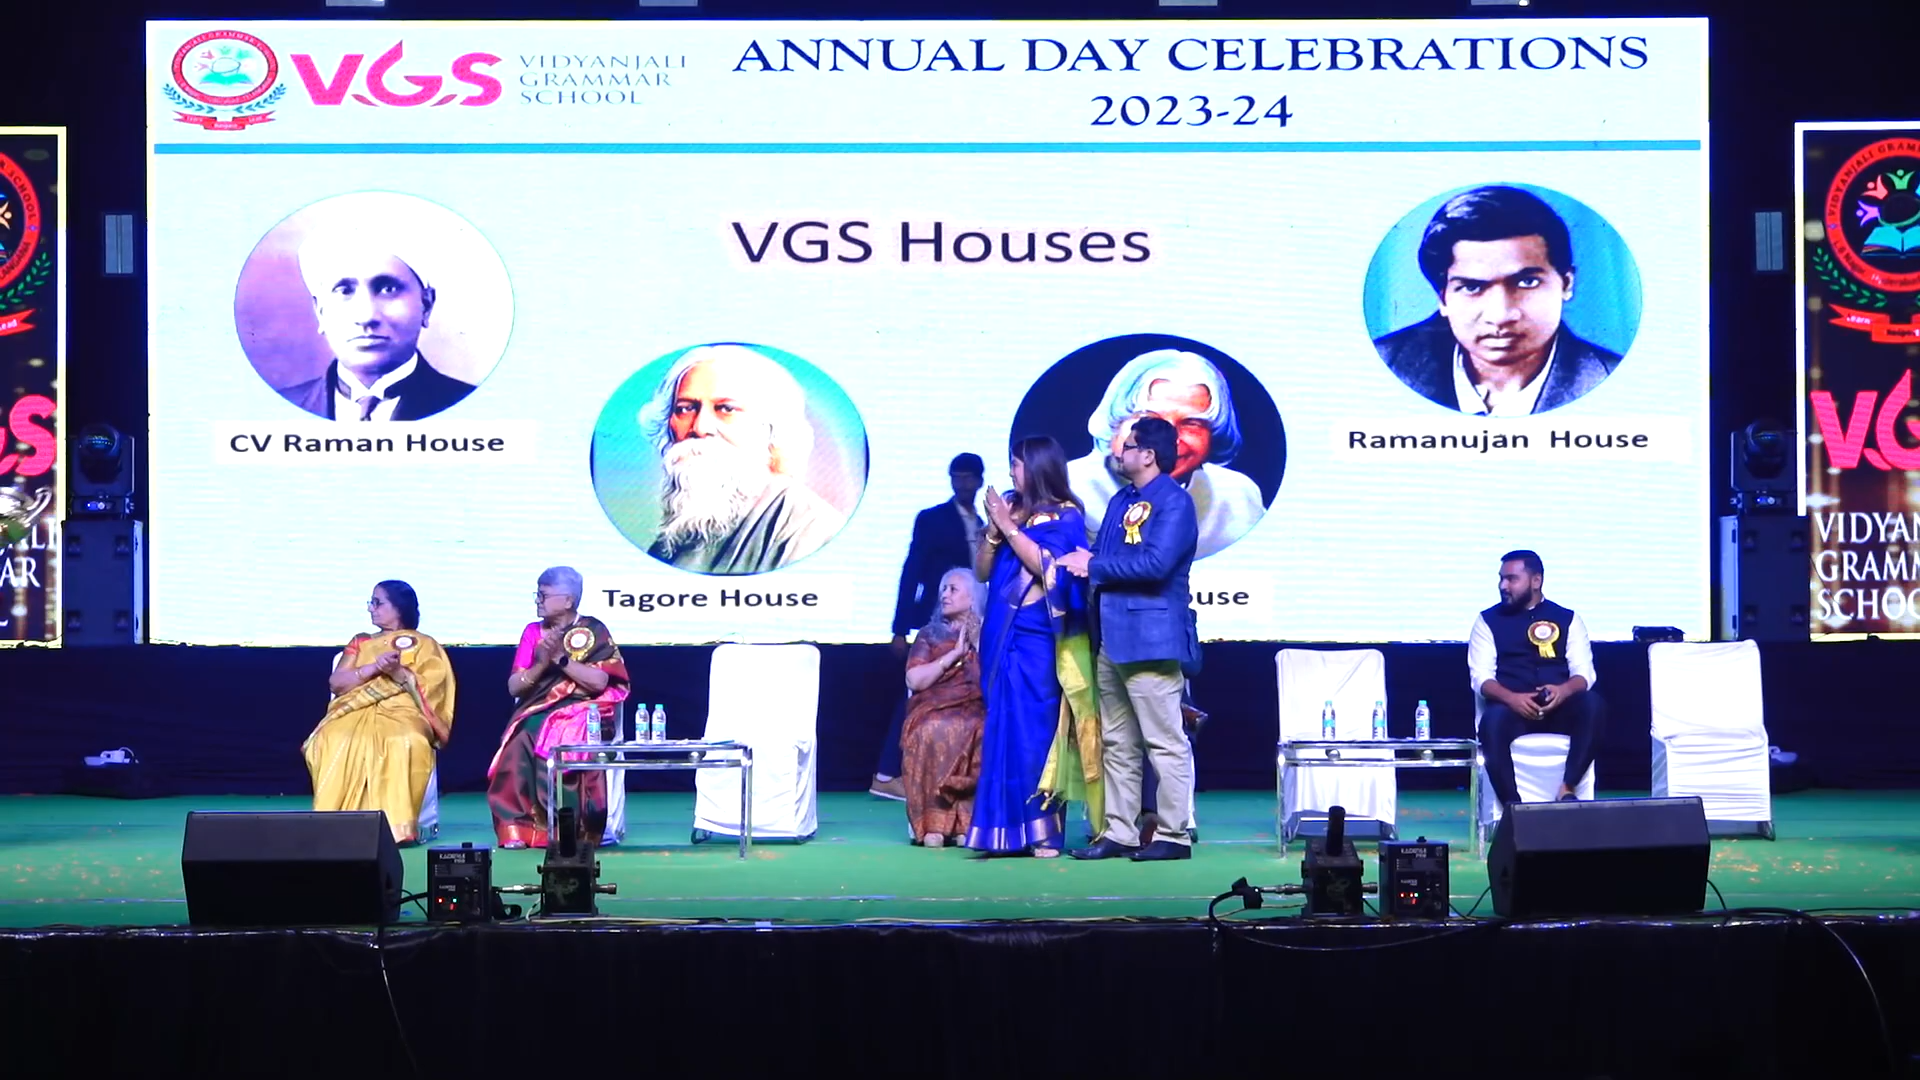 VGS
VIDYANJALI
GRAMMAR
SCHOOL
ANNUAL DAY CELEBRATIONS
2023-24
VGS Houses
CV Raman House
Tagore House
Ramanujan House
VIDYAN
GRAMM
SCHOO